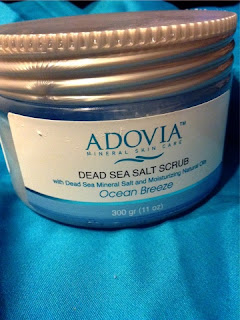 ADOVIA™
MINERAL SKIN CARE
DEAD SEA SALT SCRUB
with Dead Sea Mineral Salt and Moisturizing Natural Oils
Ocean Breeze
300 gr (11 oz)